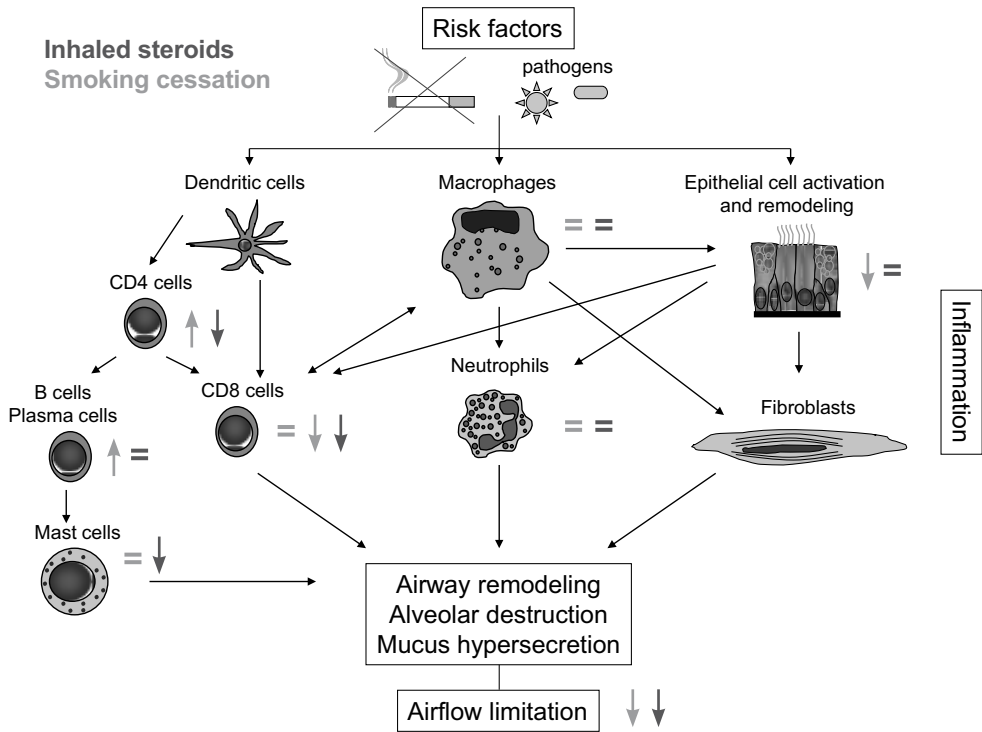 Risk factors
Inhaled steroids
Smoking cessation
pathogens
Dendritic cells
Macrophages
Epithelial cell activation
and remodeling
= =
=
CD4 cells
Inflammation
Neutrophils
B cells
Plasma cells
CD8 cells
Fibroblasts
=
=
= =
Mast cells
=
Airway remodeling
Alveolar destruction
Mucus hypersecretion
Airflow limitation